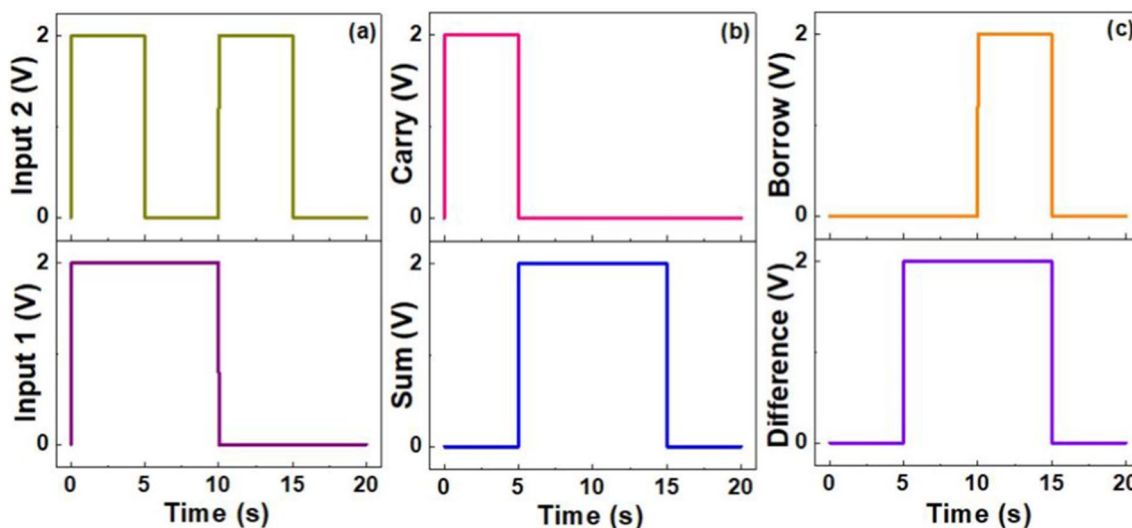 (a)
Input 2 (V)
2
0
Input 1 (V)
2
0
0 5 10 15 20
Time (s)
(b)
Carry (V)
2
0
Sum (V)
2
0
0 5 10 15 20
Time (s)
(c)
Borrow (V)
2
0
Difference (V)
2
0
0 5 10 15 20
Time (s)